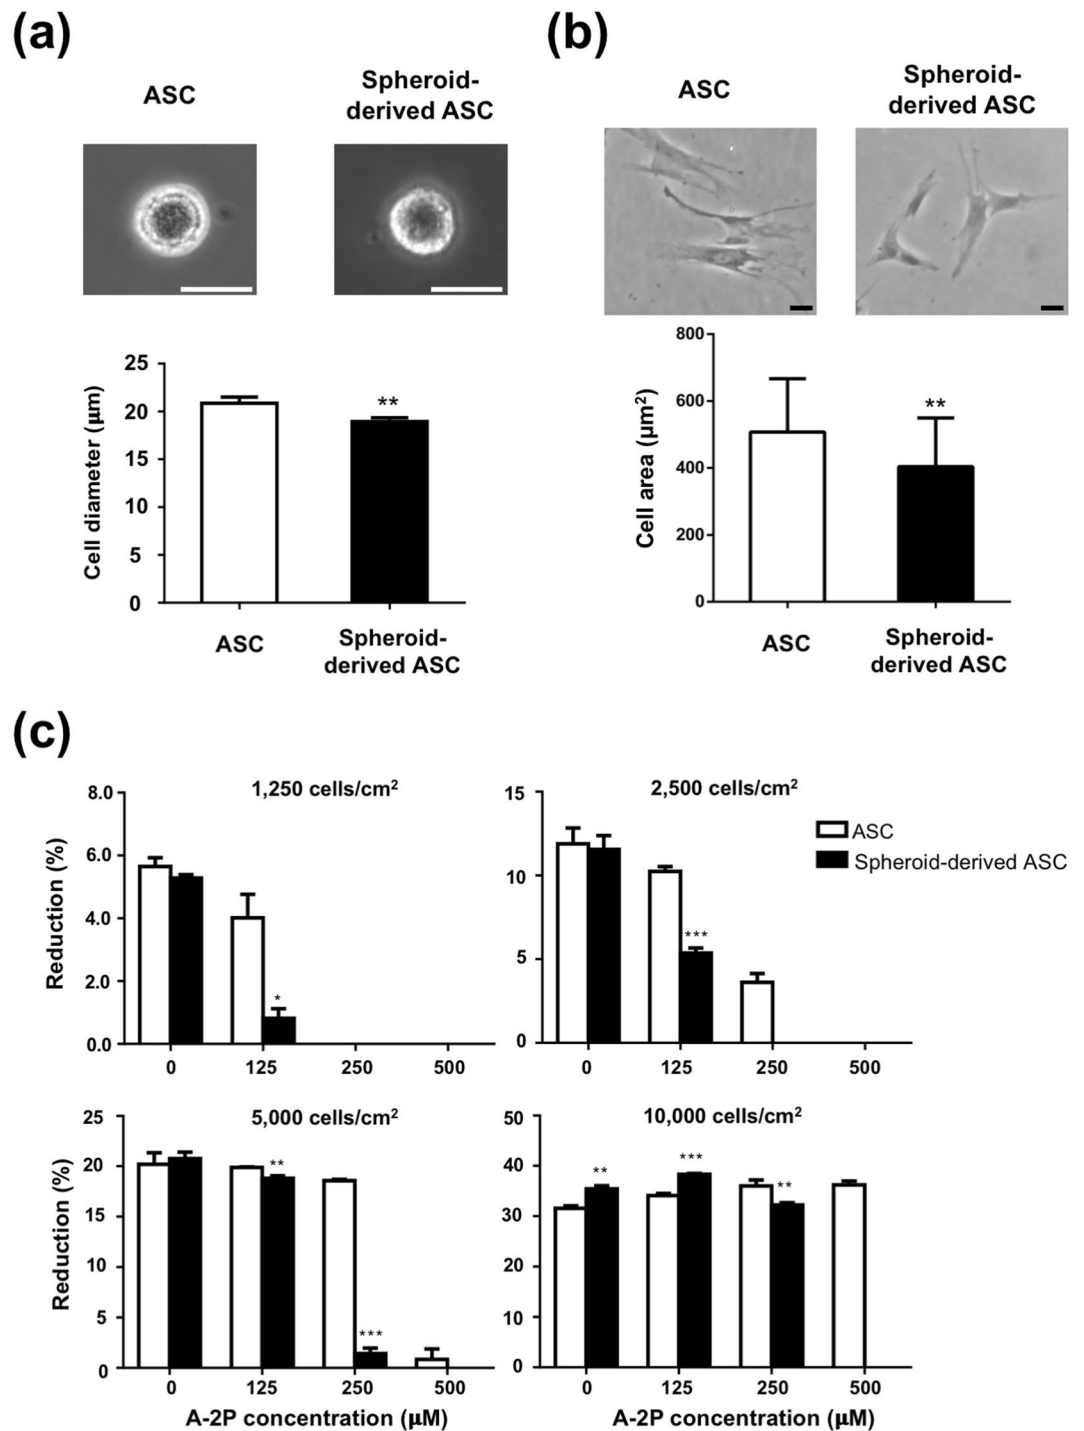 (a)
ASC
Spheroid-
derived ASC
25
20
15
10
5
0
Cell diameter (µm)
**
ASC
Spheroid-
derived ASC
(b)
ASC
Spheroid-
derived ASC
800
600
400
200
0
Cell area (µm²)
**
ASC
Spheroid-
derived ASC
(c)
1,250 cells/cm²
8.0
6.0
4.0
2.0
0.0
Reduction (%)
*
0 125 250 500
2,500 cells/cm²
15
10
5
0
***
0 125 250 500
ASC
Spheroid-derived ASC
5,000 cells/cm²
25
20
15
10
5
0
Reduction (%)
**
***
0 125 250 500
A-2P concentration (µM)
10,000 cells/cm²
50
40
30
20
10
0
**
***
**
0 125 250 500
A-2P concentration (µM)